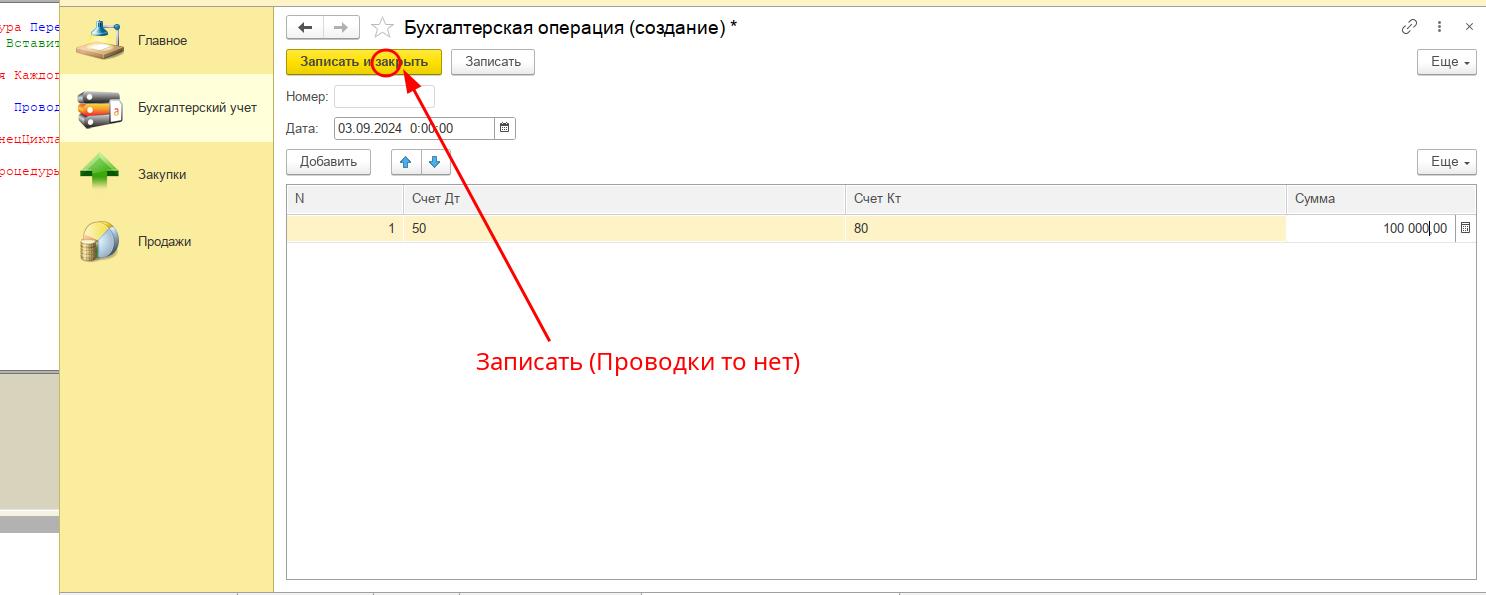 ура Пере
Вставит
я Каждог
Провод
нецЦикла
роцедуры
Главное
Бухгалтерский учет
Закупки
Продажи
Бухгалтерская операция (создание) *
Записать и закрыть
Записать
Еще
Номер:
Дата:
03.09.2024 0:00:00
Добавить
Еще
N
Счет Дт
Счет Кт
Сумма
1
50
80
100 000,00
Записать (Проводки то нет)